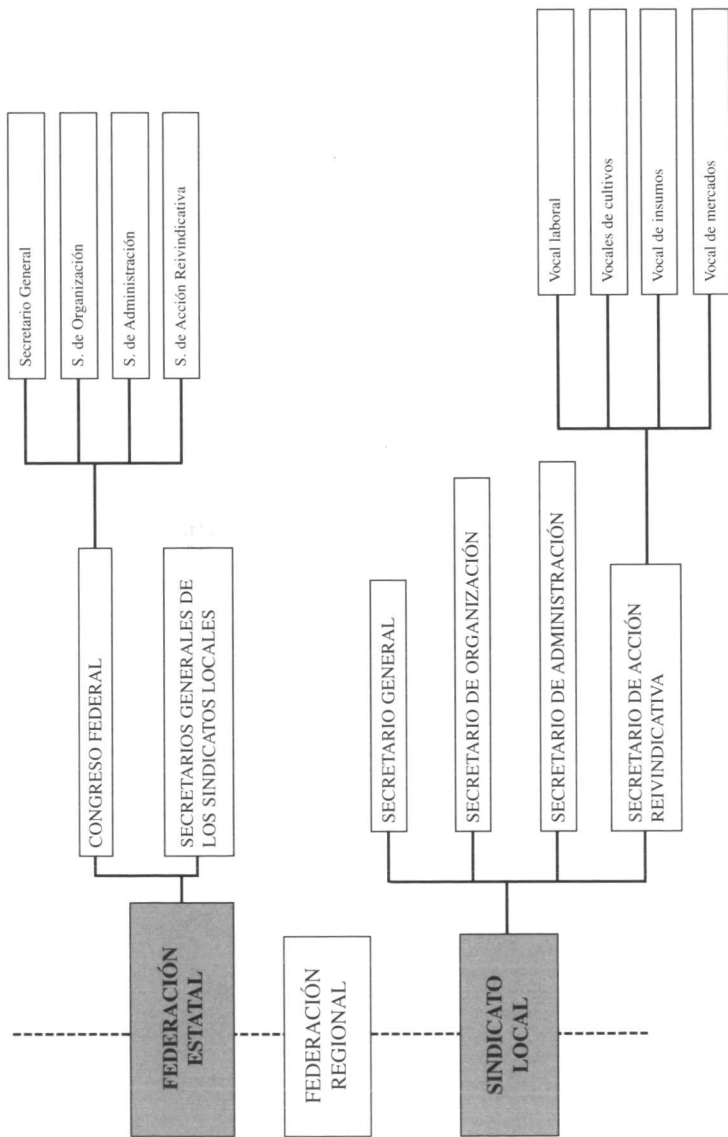 FEDERACIÓN
ESTATAL
CONGRESO FEDERAL
Secretario General
S. de Organización
S. de Administración
S. de Acción Reivindicativa
SECRETARIOS GENERALES DE
LOS SINDICATOS LOCALES
FEDERACIÓN
REGIONAL
SINDICATO
LOCAL
SECRETARIO GENERAL
SECRETARIO DE ORGANIZACIÓN
SECRETARIO DE ADMINISTRACIÓN
SECRETARIO DE ACCIÓN
REIVINDICATIVA
Vocal laboral
Vocales de cultivos
Vocal de insumos
Vocal de mercados